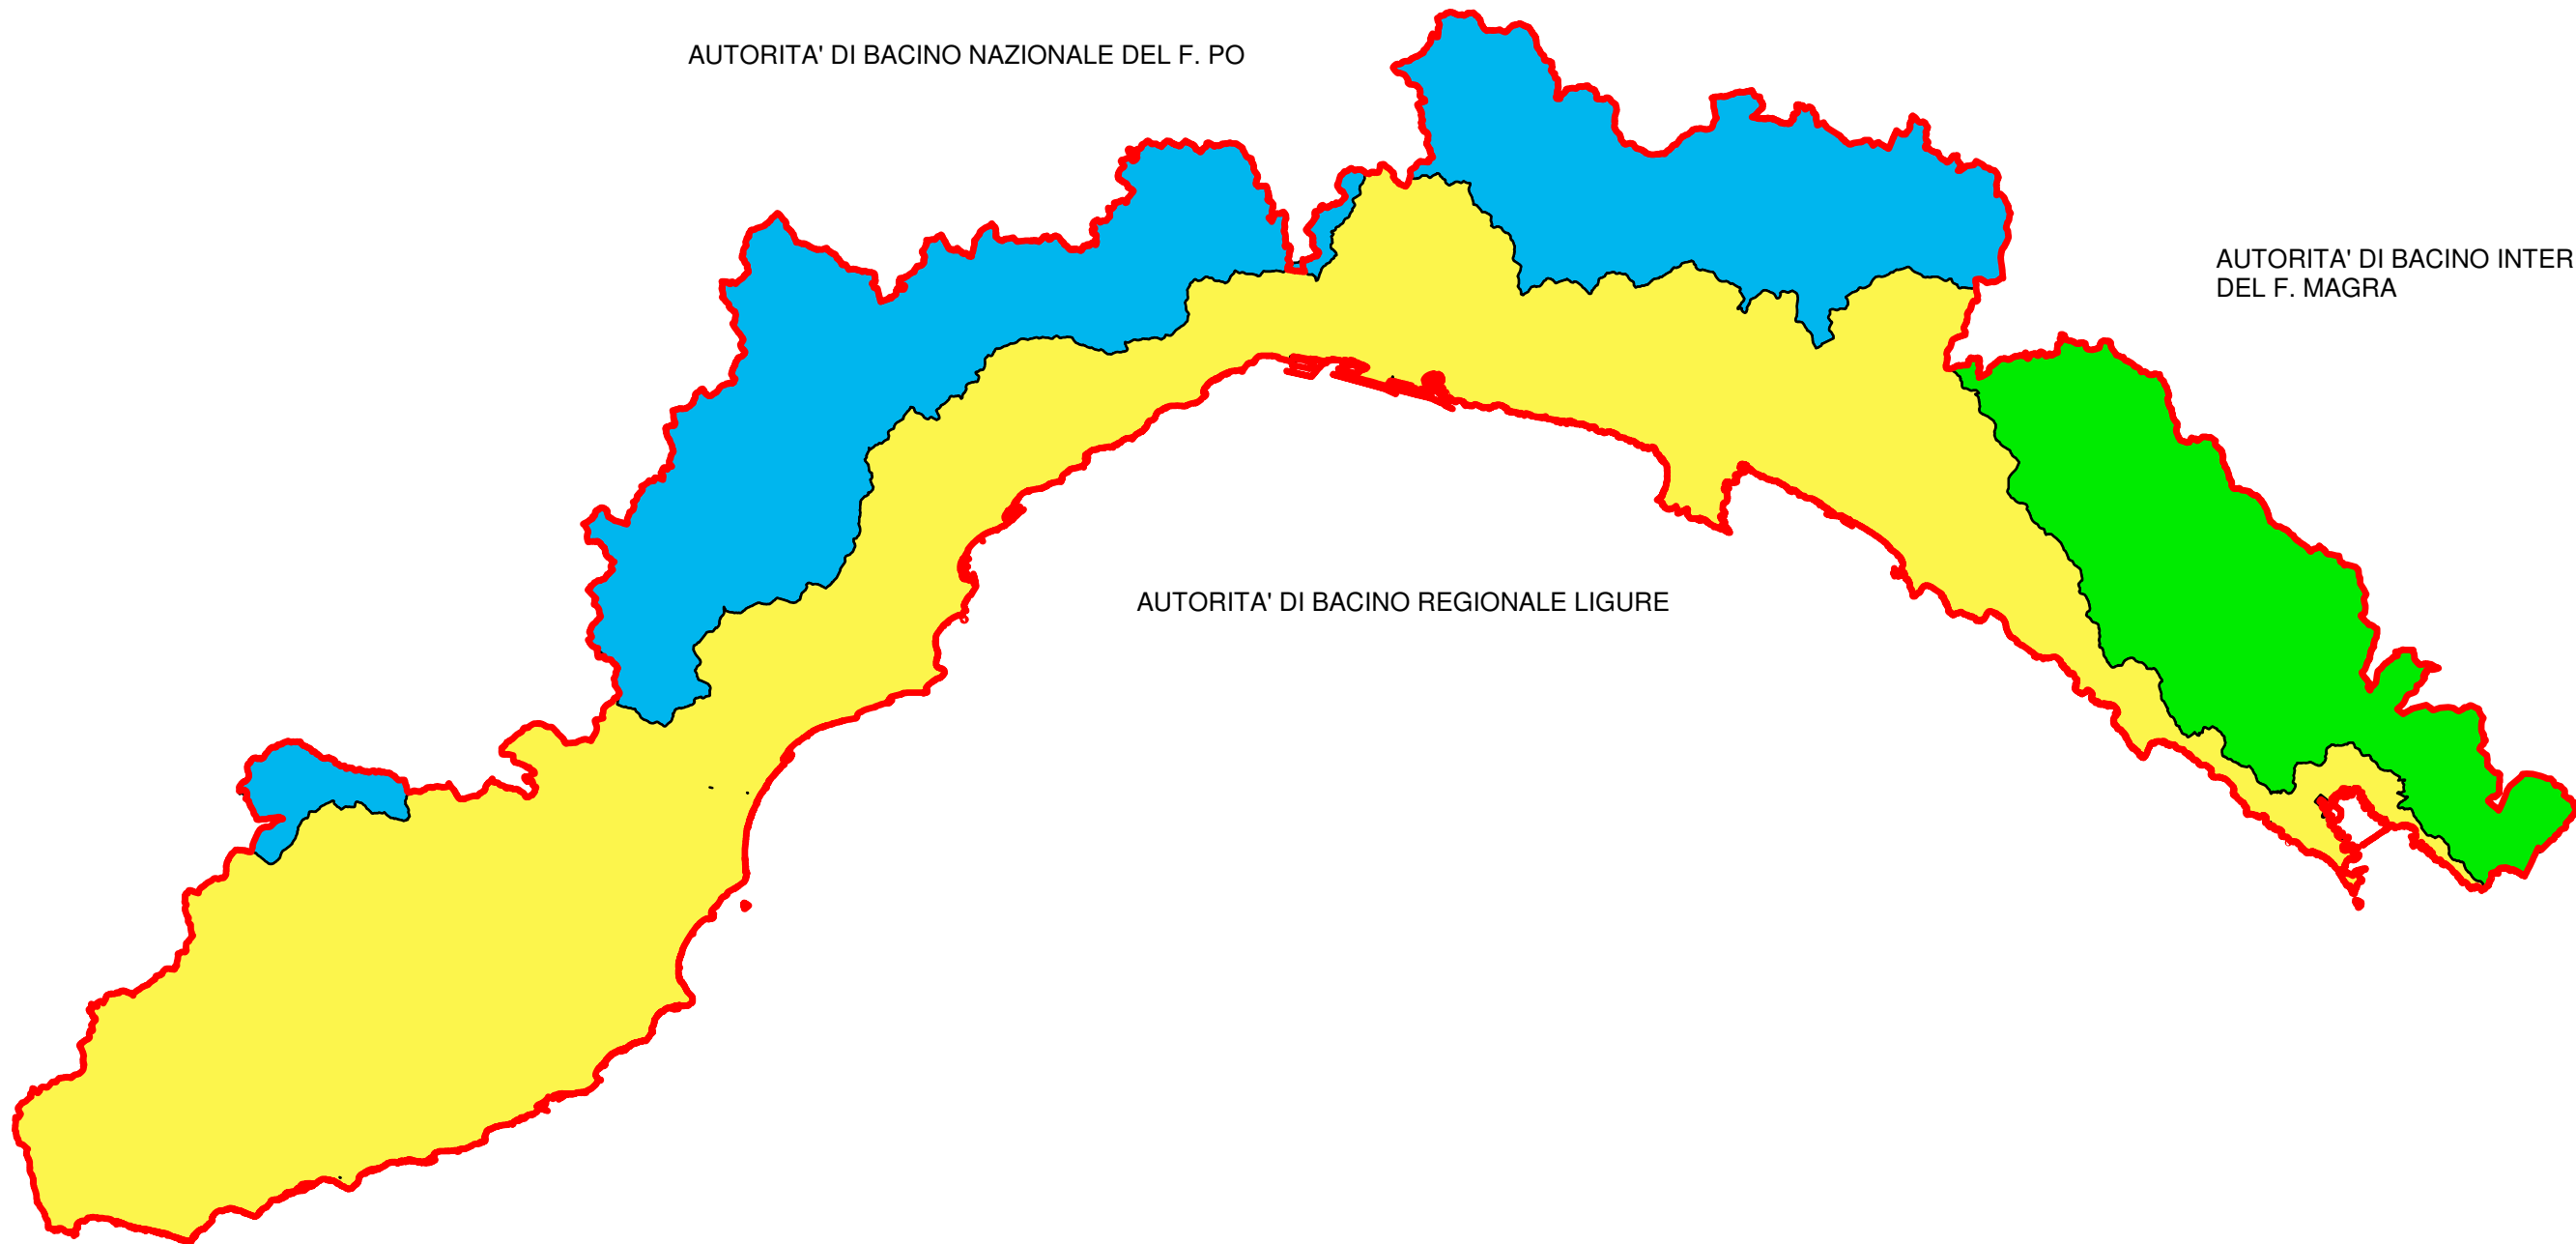 AUTORITA' DI BACINO NAZIONALE DEL F. PO
AUTORITA' DI BACINO INTER
DEL F. MAGRA
AUTORITA' DI BACINO REGIONALE LIGURE